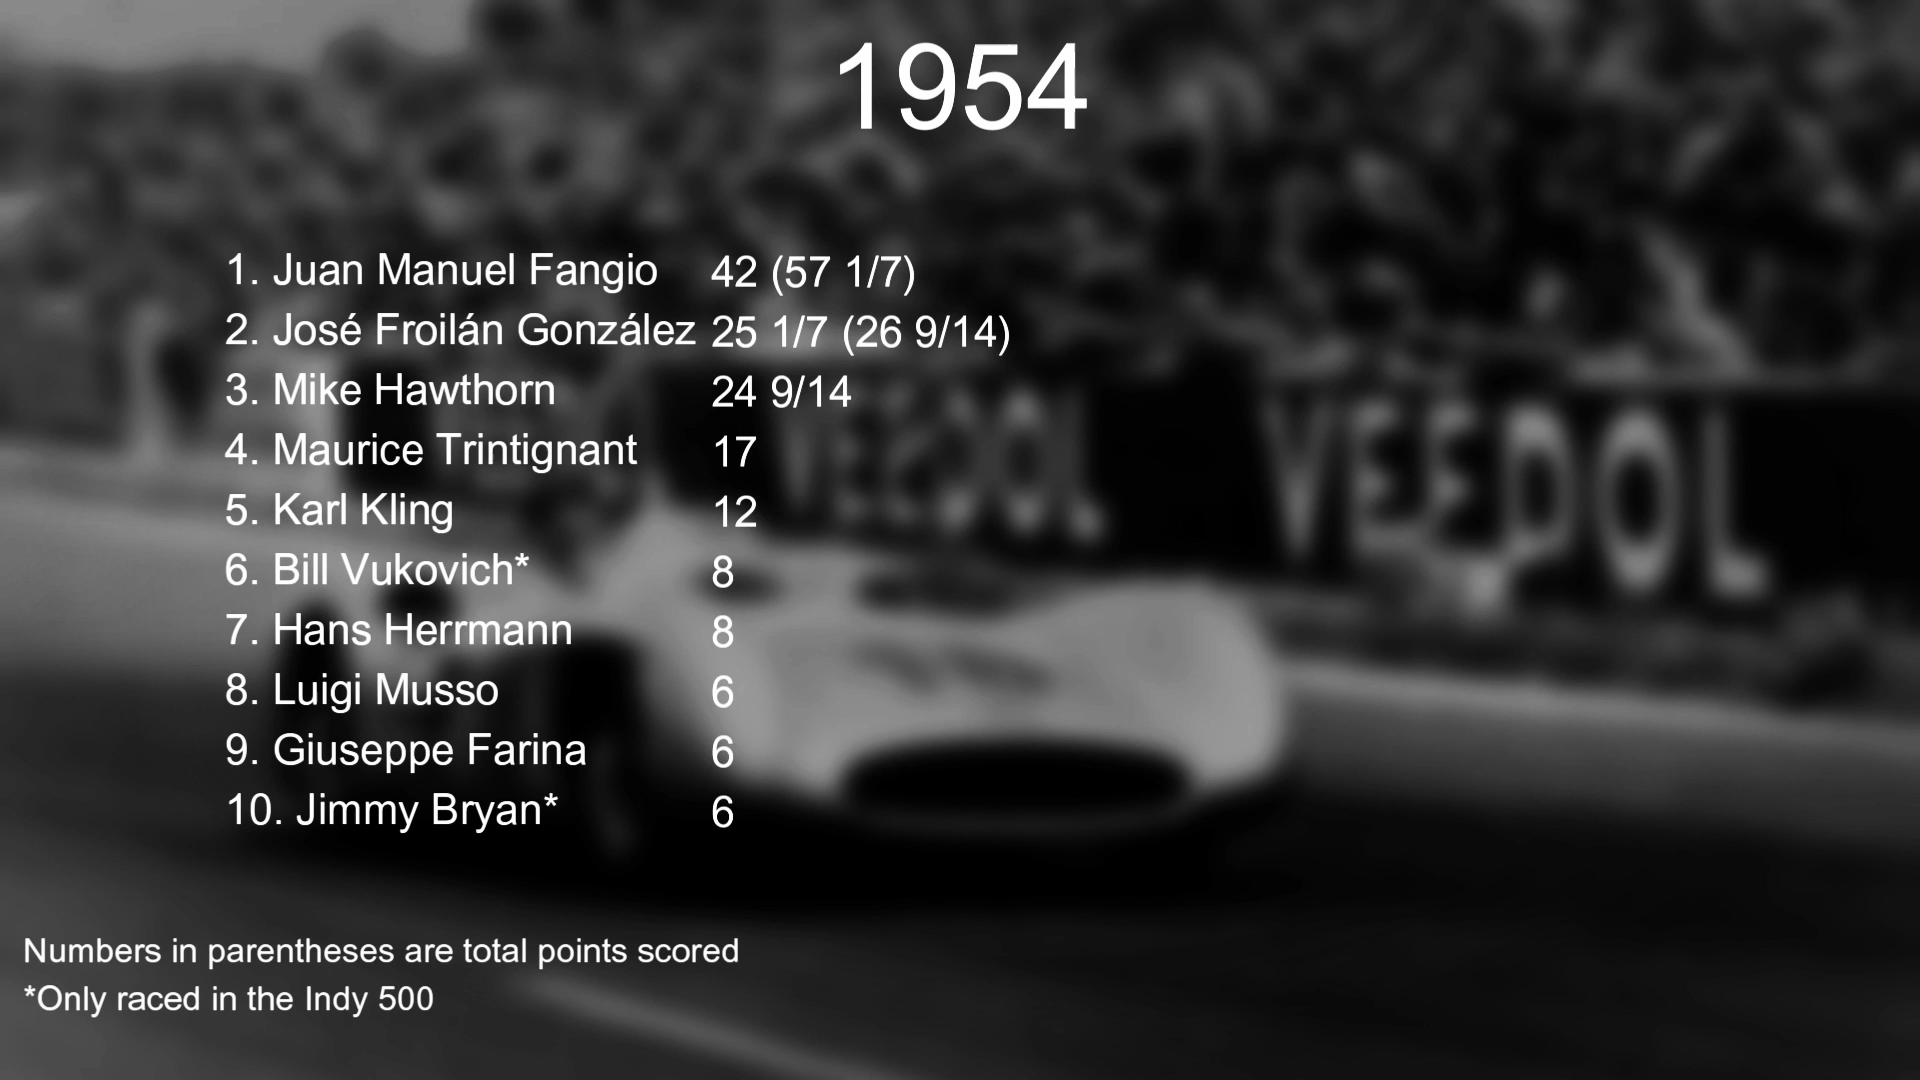 1954
1. Juan Manuel Fangio 42 (57 1/7)
2. José Froilán González 25 1/7 (26 9/14)
3. Mike Hawthorn 24 9/14
4. Maurice Trintignant 17
5. Karl Kling 12
6. Bill Vukovich* 8
7. Hans Herrmann 8
8. Luigi Musso 6
9. Giuseppe Farina 6
10. Jimmy Bryan* 6
VEEDOL VEEDOL
Numbers in parentheses are total points scored
*Only raced in the Indy 500